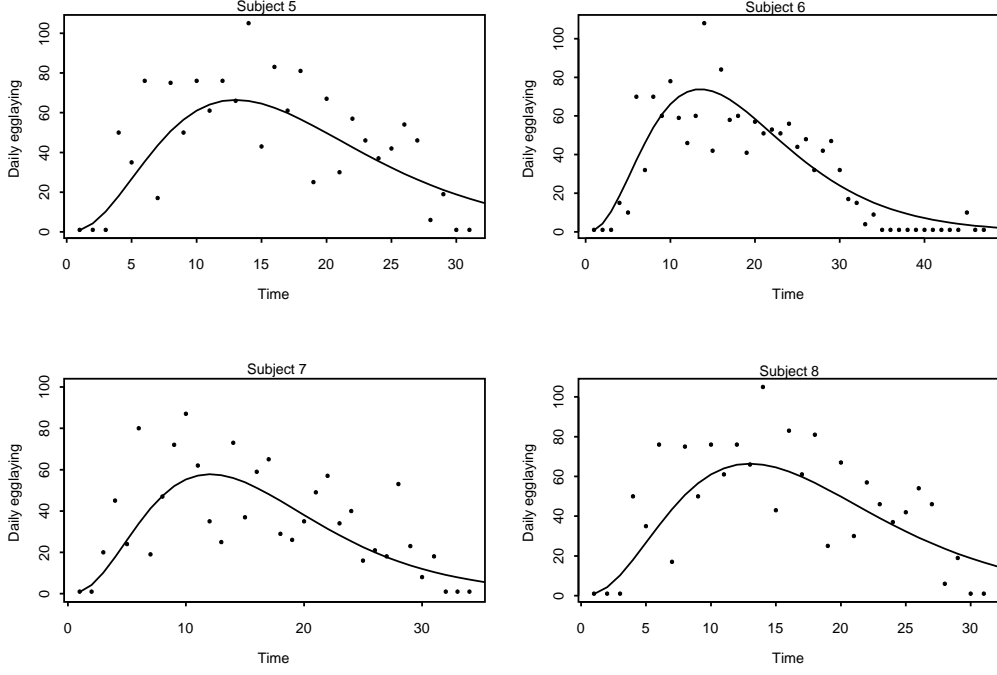 Subject 5
Daily egglaying
0 20 40 60 80 100
0 5 10 15 20 25 30
Time
Subject 6
Daily egglaying
0 20 40 60 80 100
0 10 20 30 40
Time
Subject 7
Daily egglaying
0 20 40 60 80 100
0 10 20 30
Time
Subject 8
Daily egglaying
0 20 40 60 80 100
0 5 10 15 20 25 30
Time